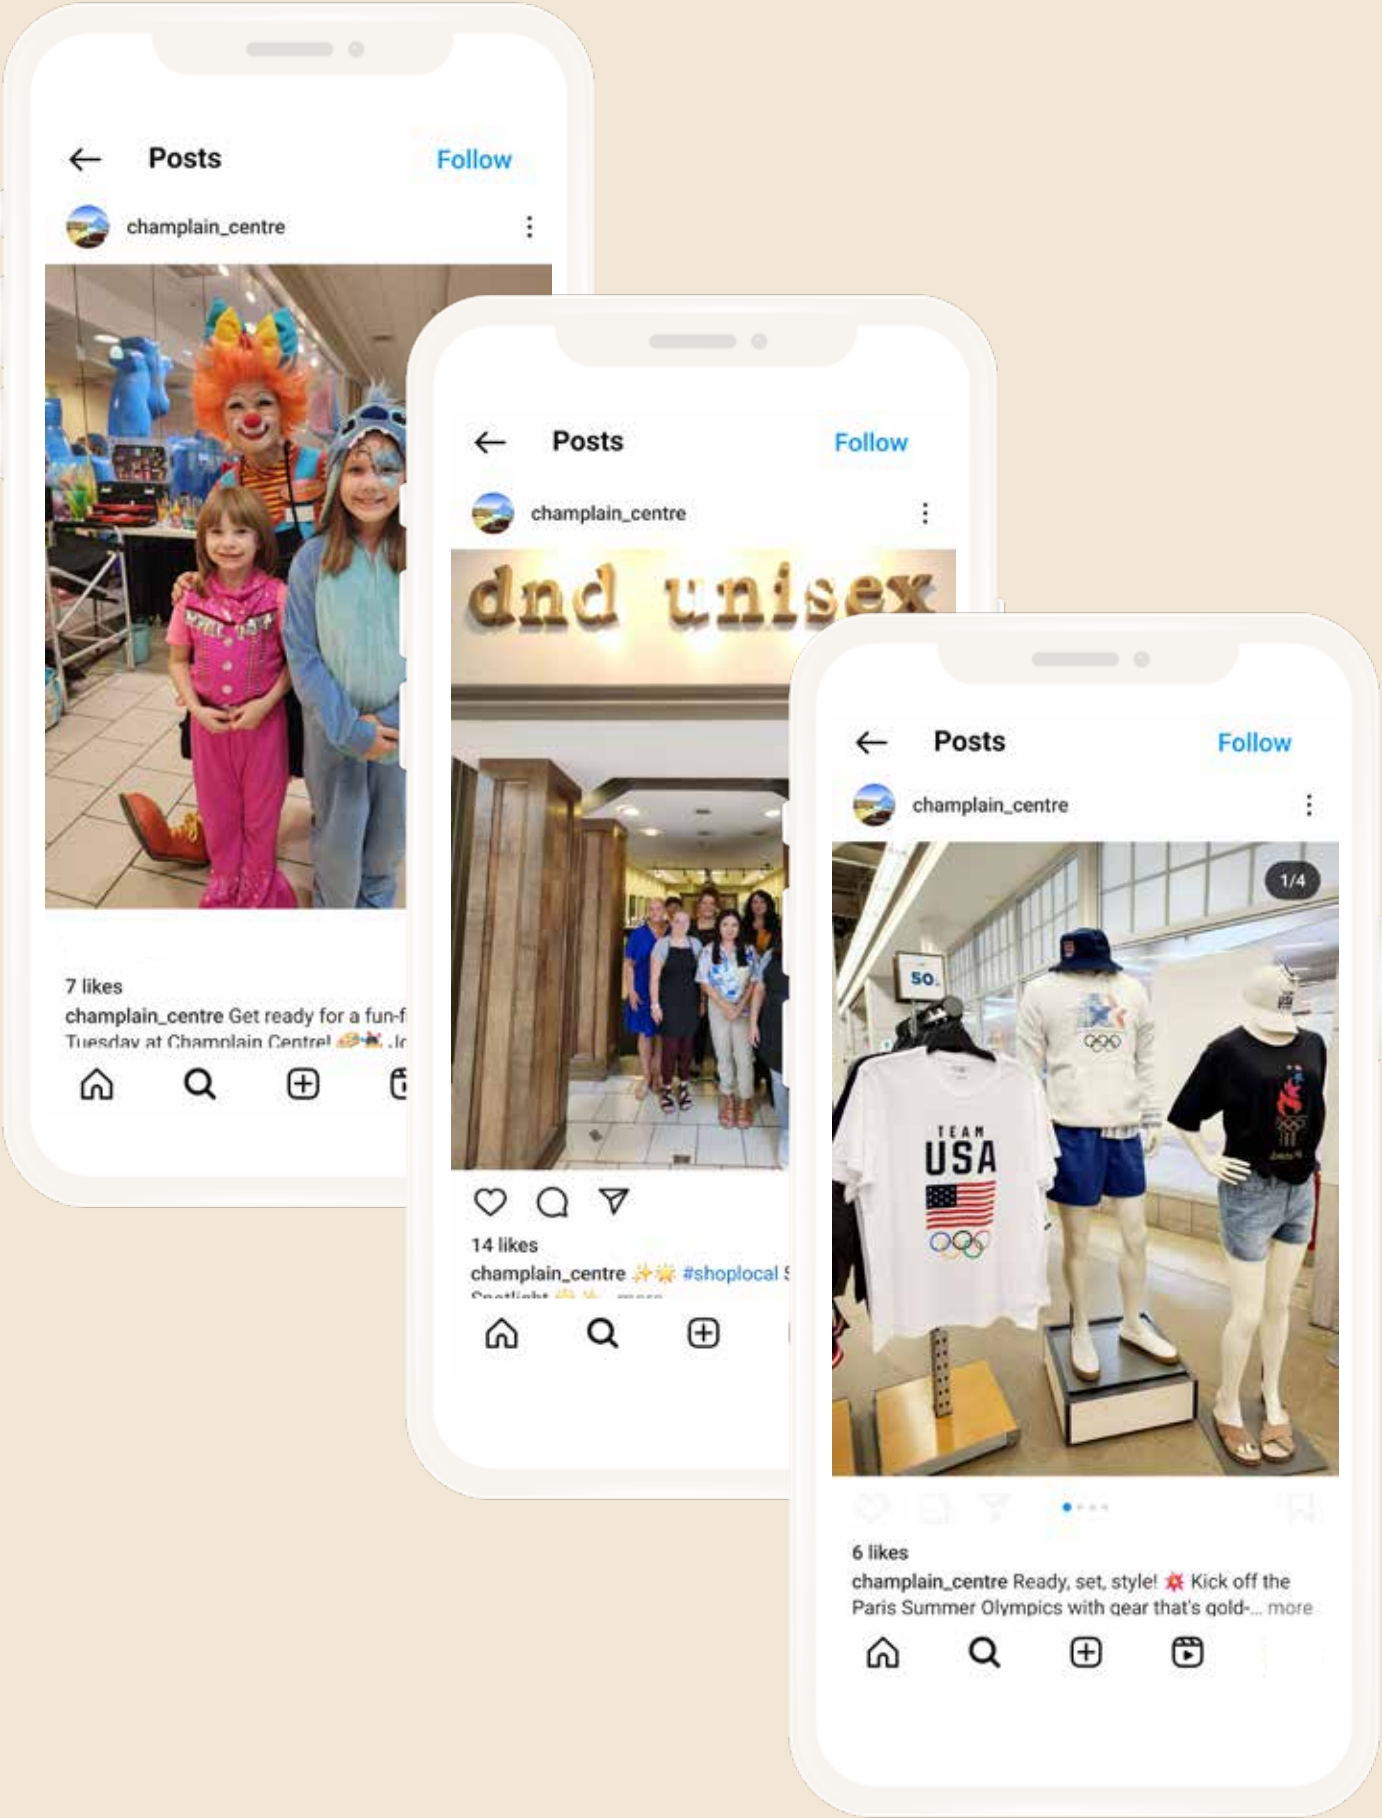 Posts Follow
champlain_centre
7 likes
champlain_centre Get ready for a fun-f
Tuesday at Champlain Centre! 
Posts Follow
champlain_centre
dnd unisex
14 likes
champlain_centre ✨🌟 #shoplocal S
Spotlight more
Posts Follow
champlain_centre
1/4
50
TEAM
USA
6 likes
champlain_centre Ready, set, style! 💥 Kick off the
Paris Summer Olympics with gear that's gold-... more